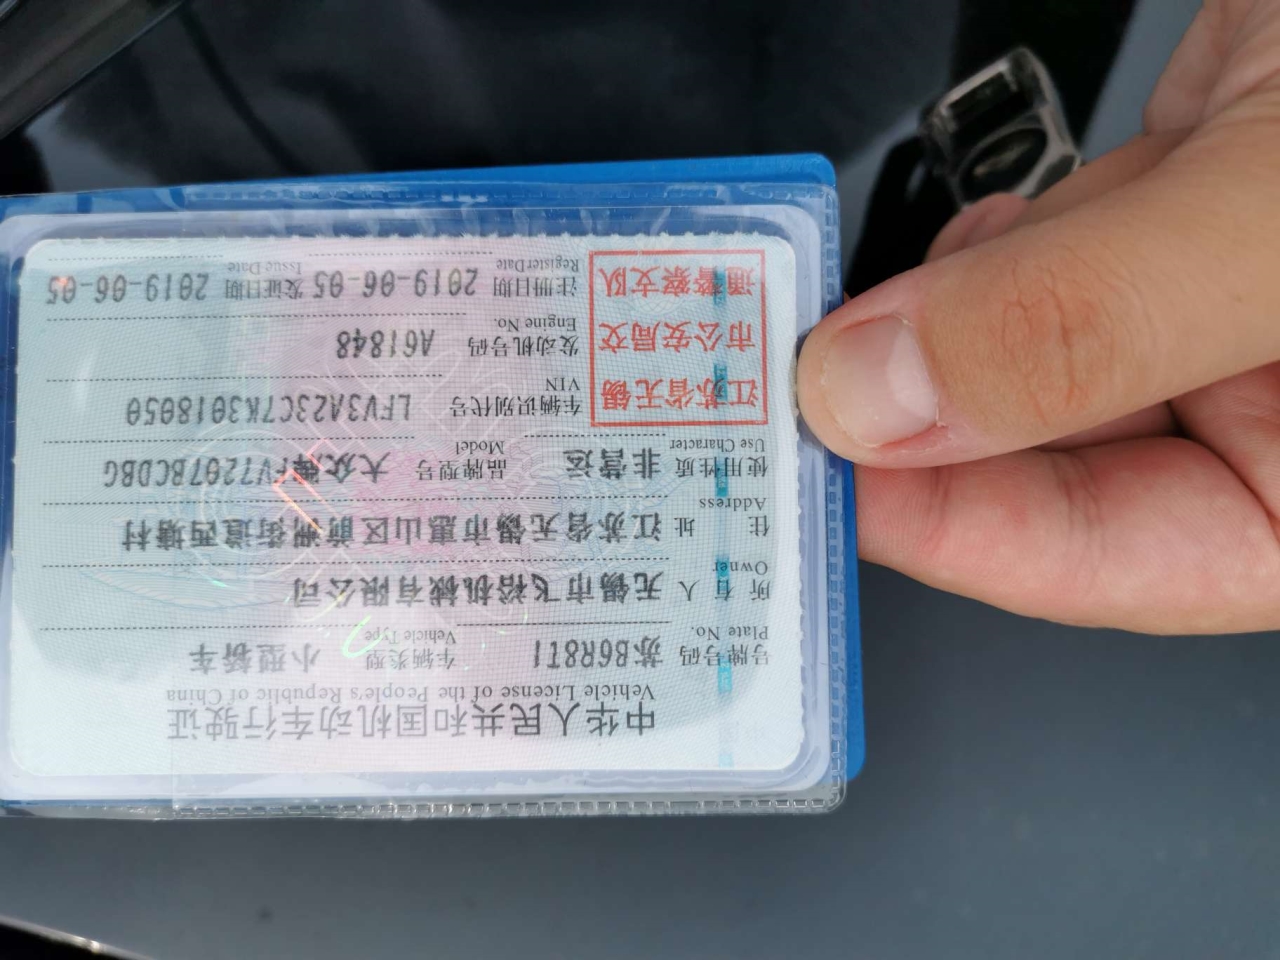 中华人民共和国机动车行驶证
Vehicle License of the People's Republic of China
号牌号码 苏B6R8T1 车辆类型 小型轿车
Plate No. Vehicle Type
所有人 无锡市飞裕机械有限公司
Owner
住址 江苏省无锡市惠山区前洲街道西塘村
Address
使用性质 非营运 品牌型号 大众牌FV7207BCDBG
Use Character Model
江苏省无锡
市公安局交
通警察支队
车辆识别代号 LFV3A23C7K3018050
VIN
发动机号码 A61848
Engine No.
注册日期 2019-06-05 发证日期 2019-06-05
Register Date Issue Date